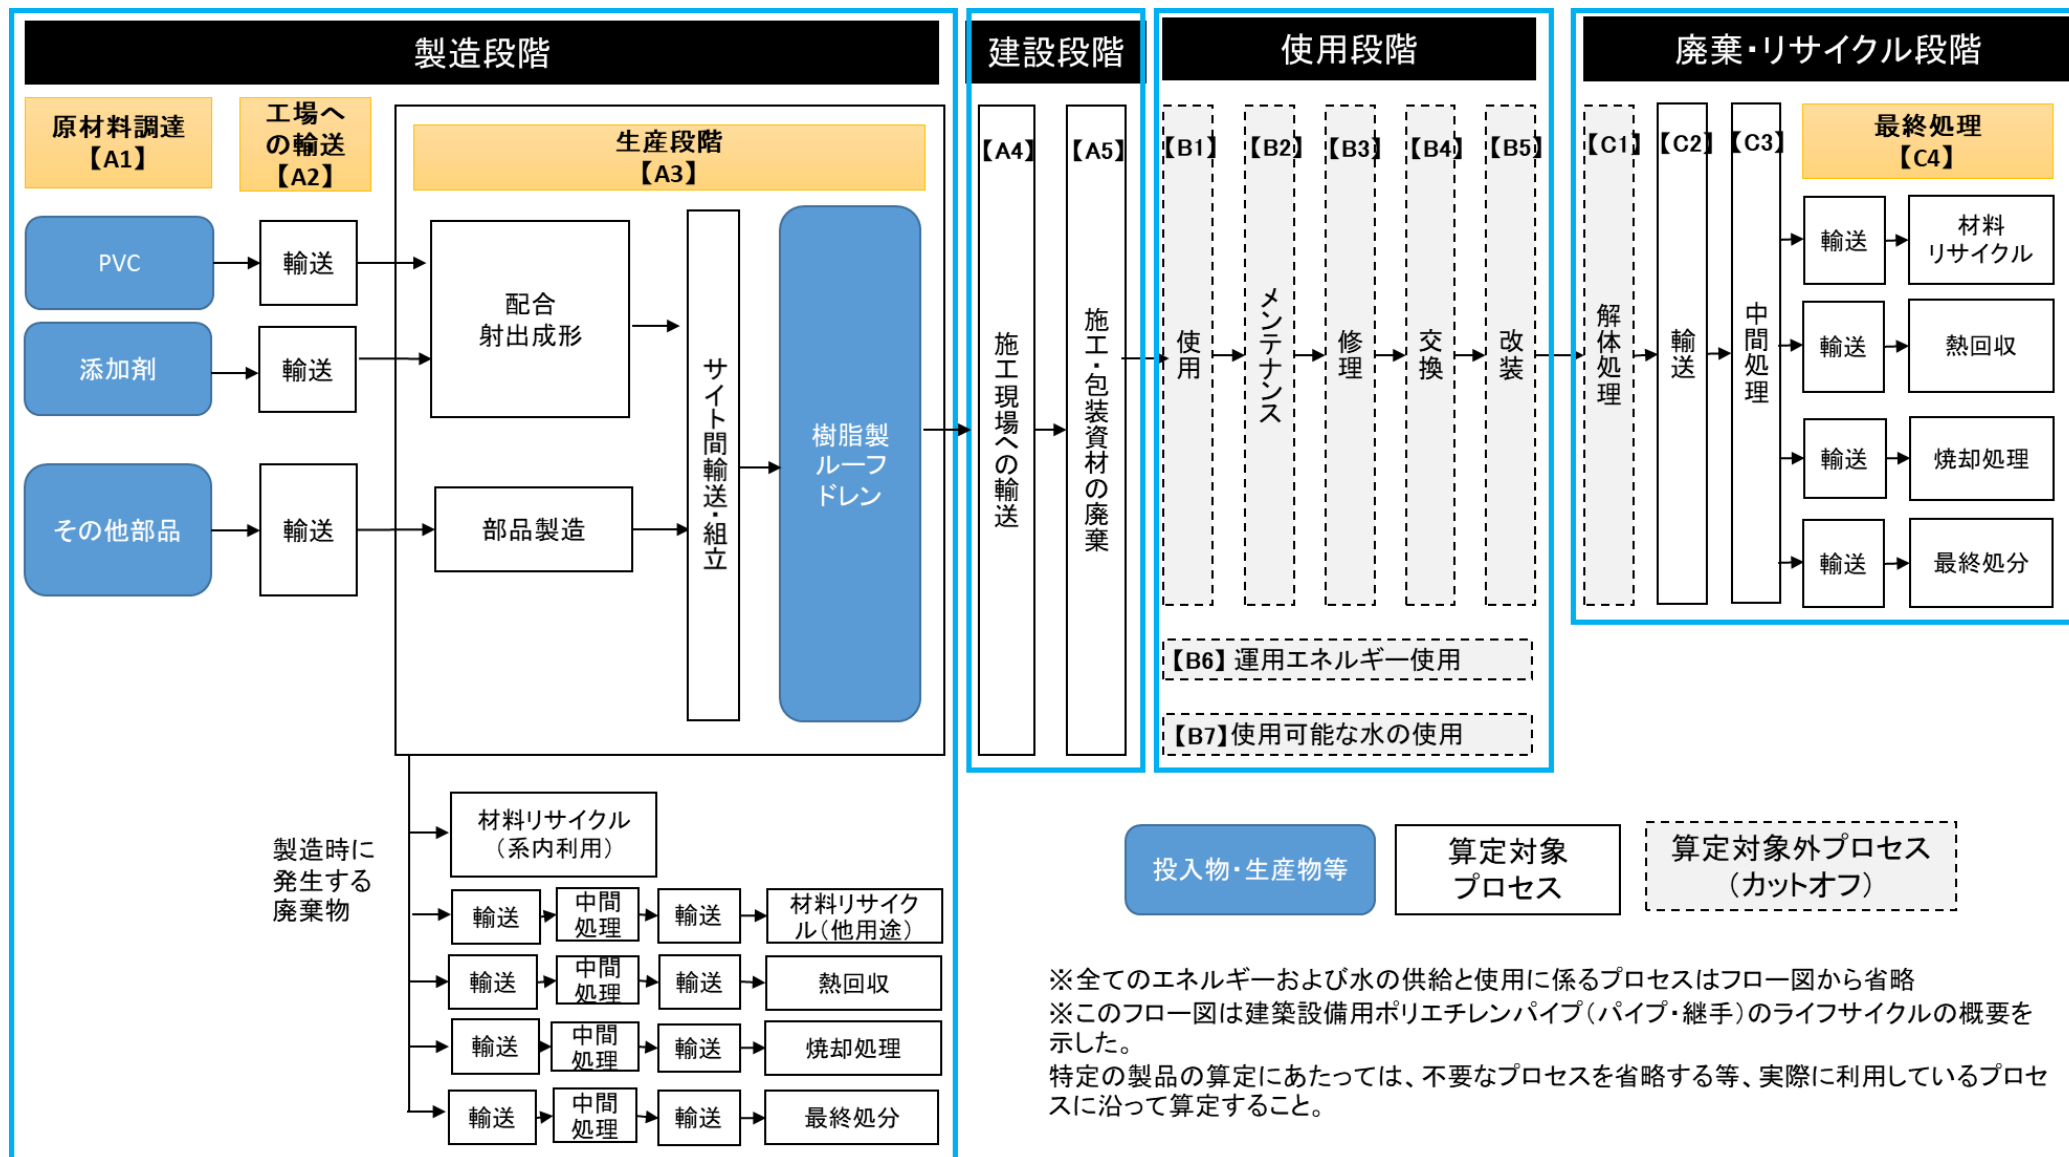 製造段階
原材料調達
【A1】
工場へ
の輸送
【A2】
生産段階
【A3】
PVC
輸送
添加剤
輸送
その他部品
輸送
配合
射出成形
部品製造
サイト間輸送・組立
樹脂製
ルーフ
ドレン
製造時に
発生する
廃棄物
材料リサイクル
（系内利用）
輸送
中間
処理
輸送
材料リサイク
ル（他用途）
輸送
中間
処理
輸送
熱回収
輸送
中間
処理
輸送
焼却処理
輸送
中間
処理
輸送
最終処分
建設段階
【A4】
施工現場への輸送
【A5】
施工・包装資材の廃棄
使用段階
【B1】
使用
【B2】
メンテナンス
【B3】
修理
【B4】
交換
【B5】
改装
【B6】運用エネルギー使用
【B7】使用可能な水の使用
廃棄・リサイクル段階
【C1】
解体処理
【C2】
輸送
【C3】
中間処理
最終処理
【C4】
輸送
材料
リサイクル
輸送
熱回収
輸送
焼却処理
輸送
最終処分
投入物・生産物等
算定対象
プロセス
算定対象外プロセス
（カットオフ）
※全てのエネルギーおよび水の供給と使用に係るプロセスはフロー図から省略
※このフロー図は建築設備用ポリエチレンパイプ（パイプ・継手）のライフサイクルの概要を
示した。
特定の製品の算定にあたっては、不要なプロセスを省略する等、実際に利用しているプロセ
スに沿って算定すること。